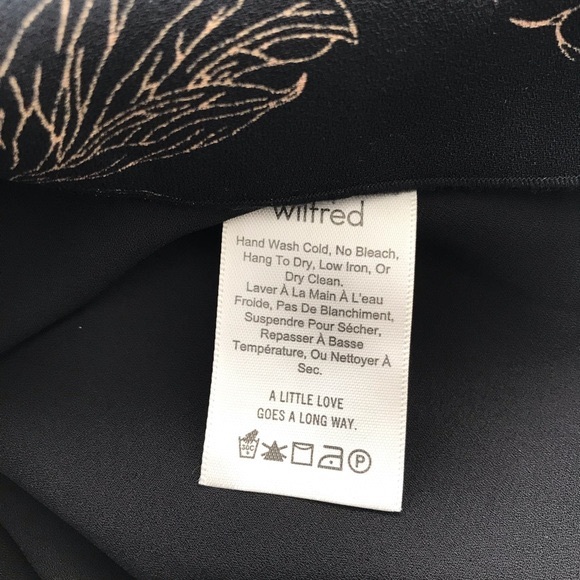 wilfred
Hand Wash Cold, No Bleach,
Hang To Dry, Low Iron, Or
Dry Clean.
Laver À La Main À L'eau
Froide, Pas De Blanchiment,
Suspendre Pour Sécher,
Repasser À Basse
Température, Ou Nettoyer À
Sec.
A LITTLE LOVE
GOES A LONG WAY.
30C
P